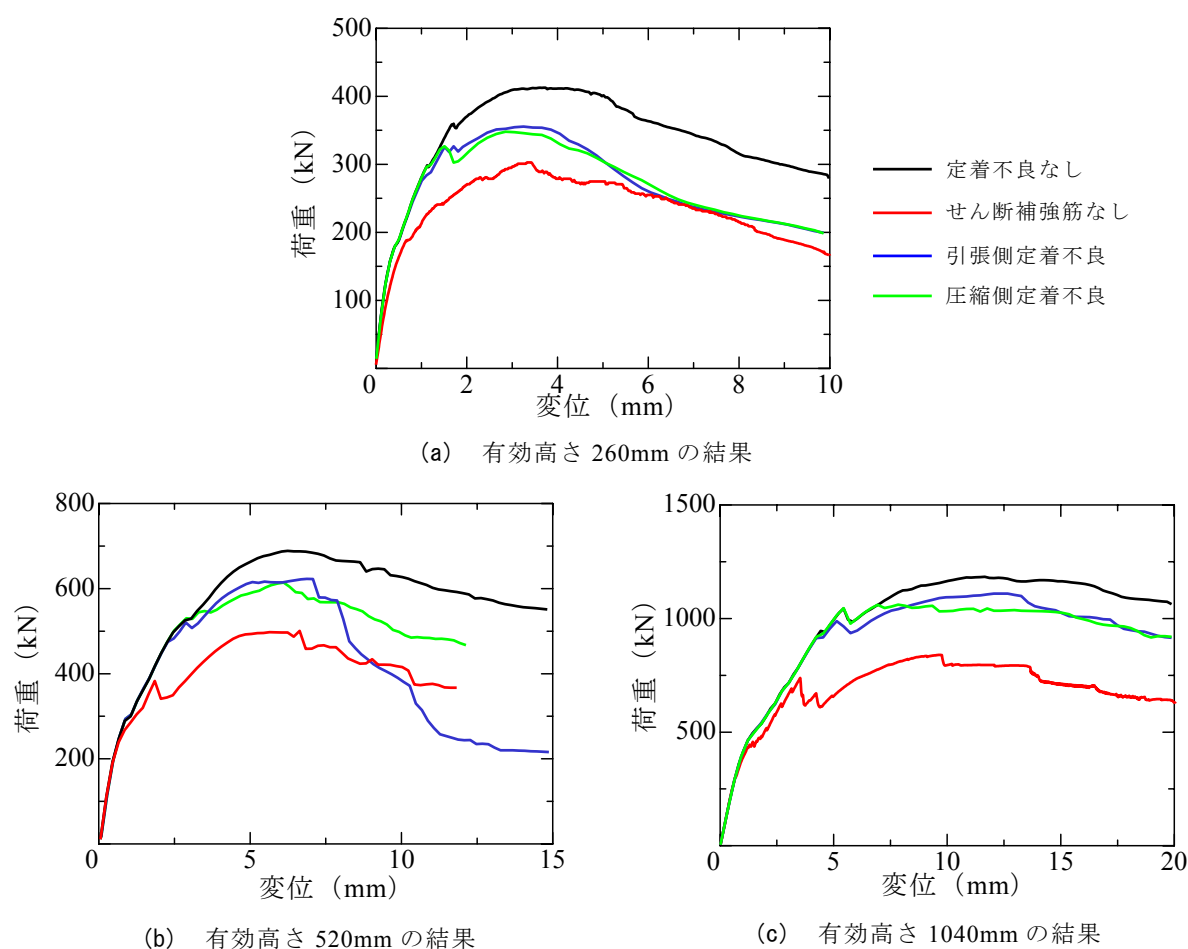 500
400
300
200
100
0
2
4
6
8
10
荷重 (kN)
変位 (mm)
定着不良なし
せん断補強筋なし
引張側定着不良
圧縮側定着不良
(a) 有効高さ 260mm の結果
800
600
400
200
0
5
10
15
荷重 (kN)
変位 (mm)
(b) 有効高さ 520mm の結果
1500
1000
500
0
5
10
15
20
荷重 (kN)
変位 (mm)
(c) 有効高さ 1040mm の結果